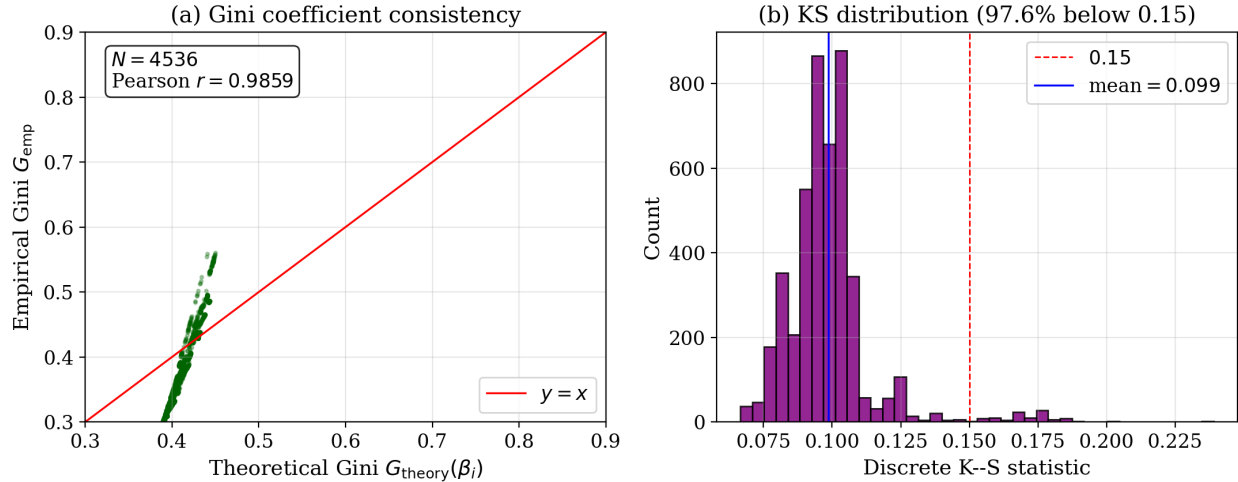 (a) Gini coefficient consistency
N = 4536
Pearson r = 0.9859
0.9
0.8
0.7
0.6
0.5
0.4
0.3
Empirical Gini G_emp
y = x
0.3 0.4 0.5 0.6 0.7 0.8 0.9
Theoretical Gini G_theory(β_i)
(b) KS distribution (97.6% below 0.15)
0.15
mean = 0.099
800
600
400
200
0
Count
0.075 0.100 0.125 0.150 0.175 0.200 0.225
Discrete K--S statistic